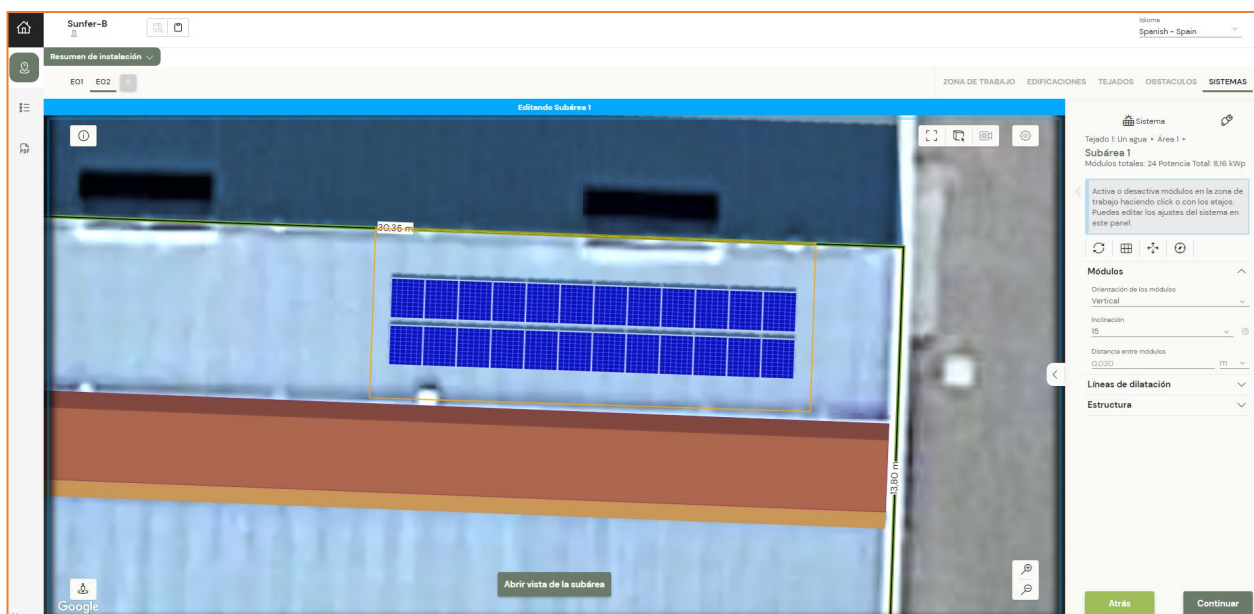 Sunfer-B
Idioma
Spanish - Spain
Resumen de instalación
E01 E02 +
ZONA DE TRABAJO EDIFICACIONES TEJADOS OBSTACULOS SISTEMAS
PDF
Editando Subárea 1
30,35 m
13,80 m
Abrir vista de la subárea
Google
Sistema
Tejado 1: Un agua • Área 1 •
Subárea 1
Módulos totales: 24 Potencia Total: 8,16 kWp
Activa o desactiva módulos en la zona de
trabajo haciendo click o con los atajos.
Puedes editar los ajustes del sistema en
este panel.
Módulos
Orientación de los módulos
Vertical
Inclinación
15
Distancia entre módulos
0,020 m
Líneas de dilatación
Estructura
Atrás Continuar